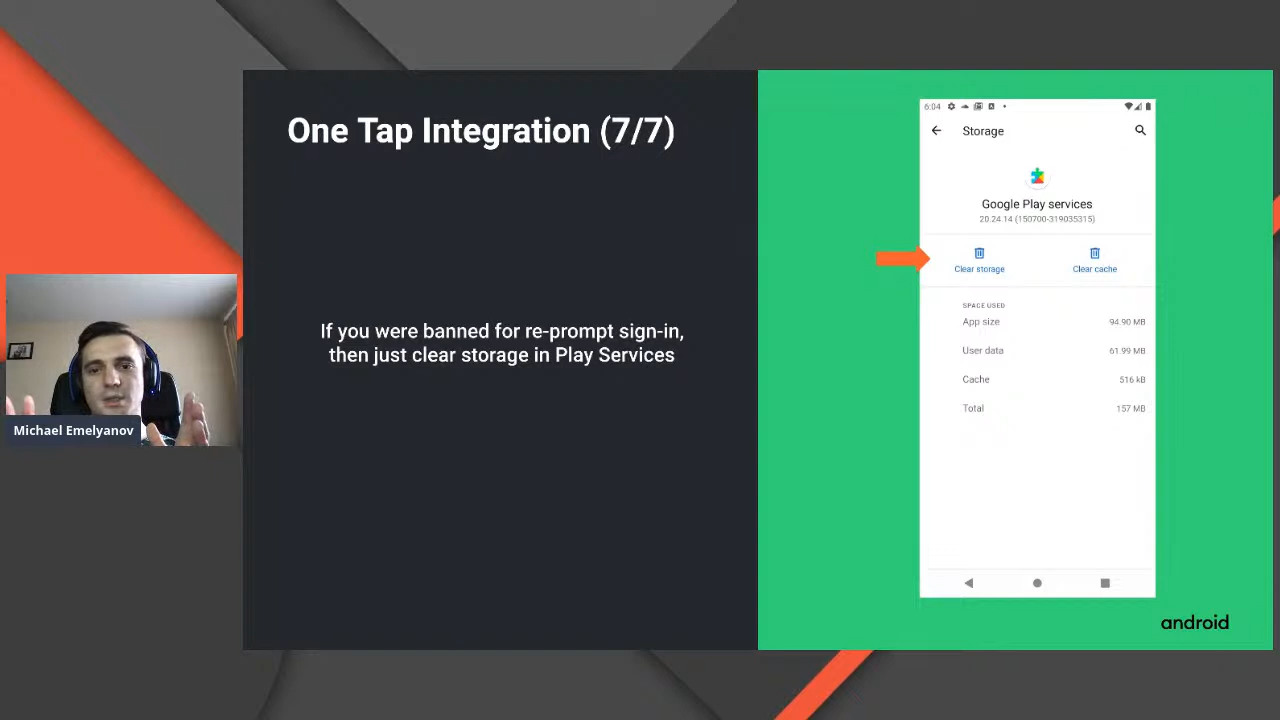 One Tap Integration (7/7)
If you were banned for re-prompt sign-in,
then just clear storage in Play Services
Michael Emelyanov
6:04
Storage
Google Play services
20.24.14 (150700-319035315)
Clear storage
Clear cache
SPACE USED
App size 94.90 MB
User data 61.99 MB
Cache 516 kB
Total 157 MB
android